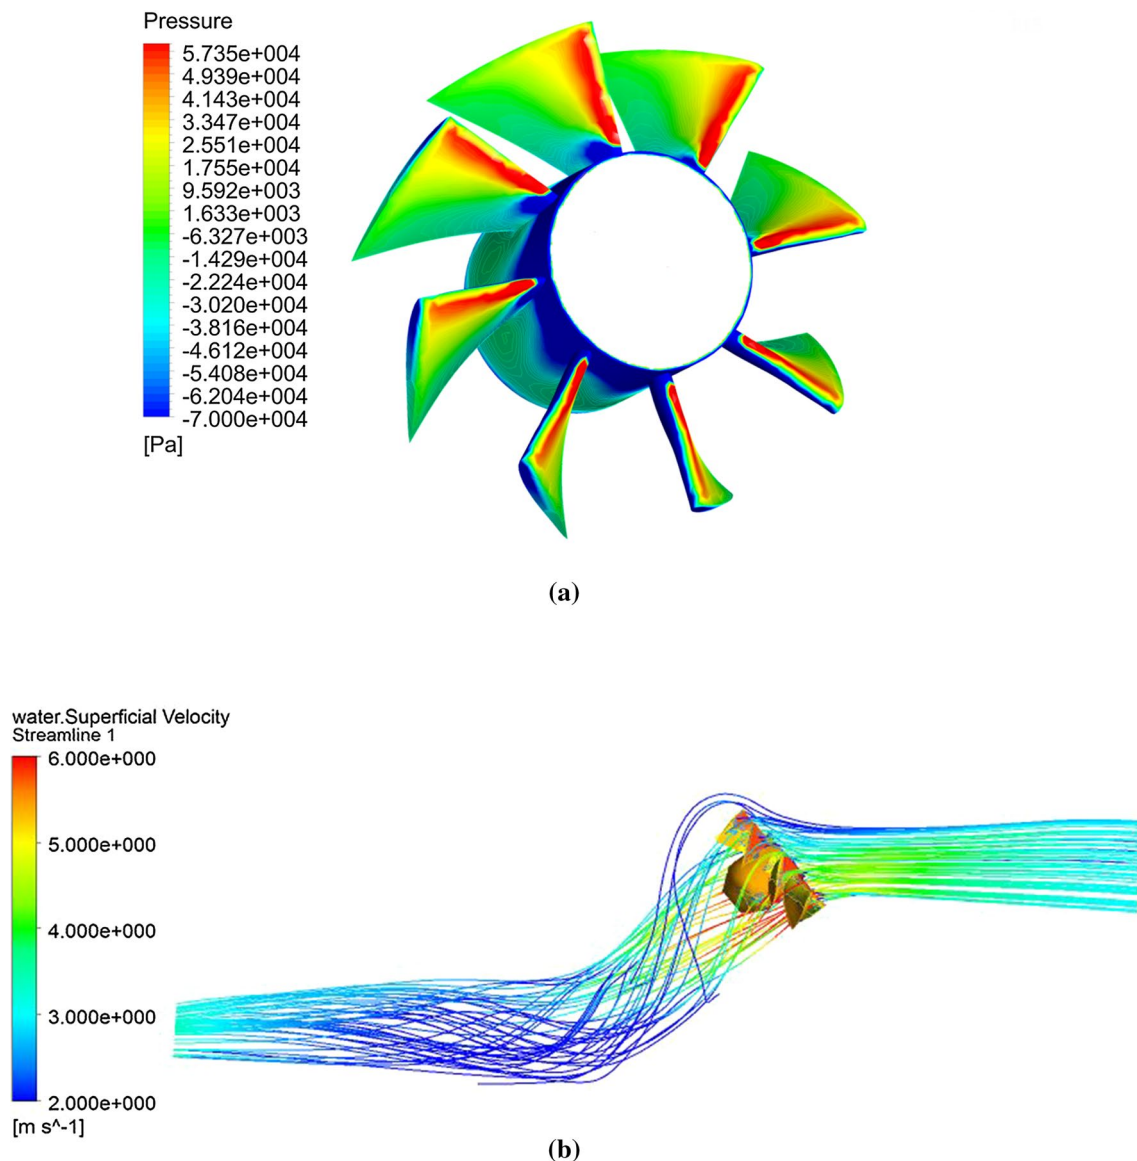 Pressure
5.735e+004
4.939e+004
4.143e+004
3.347e+004
2.551e+004
1.755e+004
9.592e+003
1.633e+003
-6.327e+003
-1.429e+004
-2.224e+004
-3.020e+004
-3.816e+004
-4.612e+004
-5.408e+004
-6.204e+004
-7.000e+004
[Pa]
(a)
water.Superficial Velocity
Streamline 1
6.000e+000
5.000e+000
4.000e+000
3.000e+000
2.000e+000
[m s^-1]
(b)